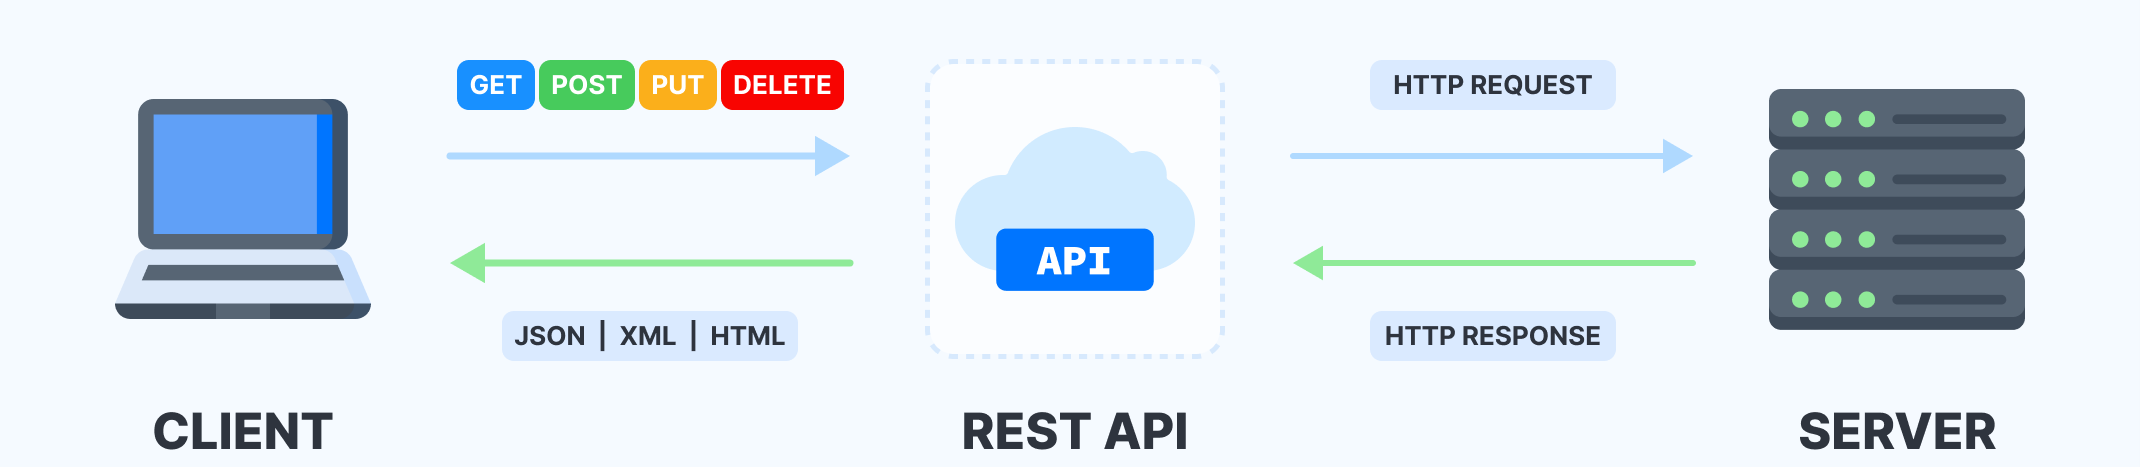 GET POST PUT DELETE
HTTP REQUEST
API
JSON | XML | HTML
HTTP RESPONSE
CLIENT
REST API
SERVER